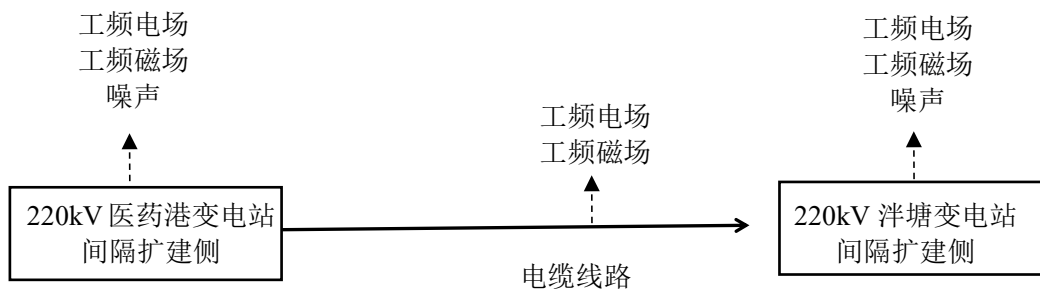 工频电场
工频磁场
噪声
工频电场
工频磁场
噪声
工频电场
工频磁场
220kV 医药港变电站
间隔扩建侧
220kV 泮塘变电站
间隔扩建侧
电缆线路